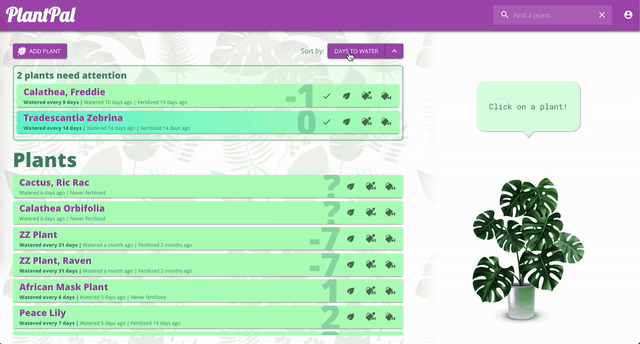 PlantPal
Find a plant...
ADD PLANT
Sort by: DAYS TO WATER
2 plants need attention
Calathea, Freddie
Watered every 9 days | Watered 10 days ago | Fertilized 19 days ago
-1
Tradescantia Zebrina
Watered every 14 days | Watered 14 days ago | Fertilized 14 days ago
0
Click on a plant!
Plants
Cactus, Ric Rac
Watered 6 days ago | Never fertilized
?
Calathea Orbifolia
Watered 6 days ago | Never fertilized
?
ZZ Plant
Watered every 31 days | Watered a month ago | Fertilized 2 months ago
-7
ZZ Plant, Raven
Watered every 31 days | Watered a month ago | Fertilized 2 months ago
-7
African Mask Plant
Watered every 6 days | Watered 5 days ago | Never fertilized
1
Peace Lily
Watered every 7 days | Watered 5 days ago | Fertilized 14 days ago
2